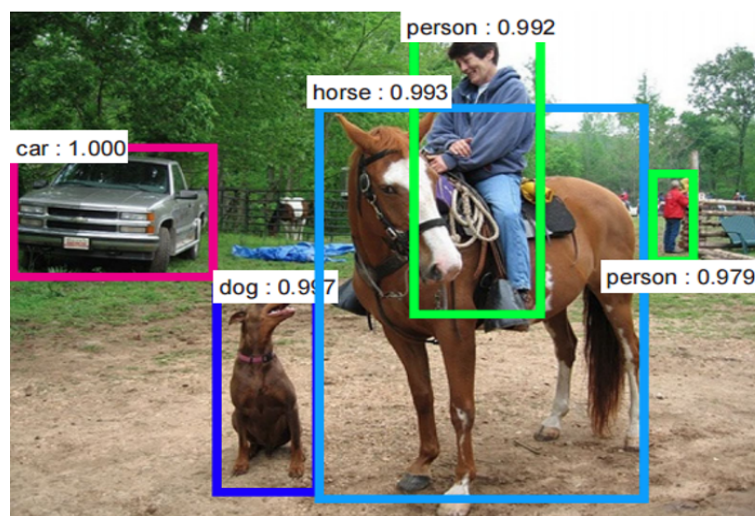 person : 0.992
horse : 0.993
car : 1.000
person : 0.979
dog : 0.997